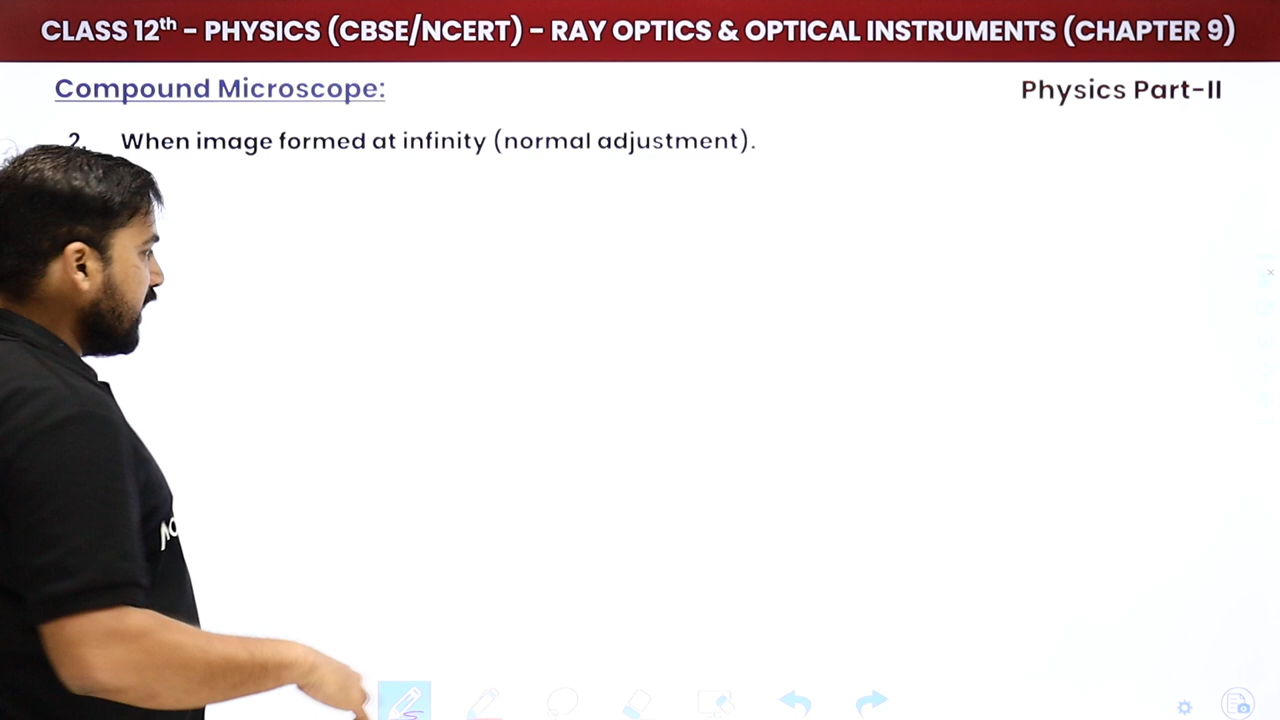 CLASS 12th - PHYSICS (CBSE/NCERT) - RAY OPTICS & OPTICAL INSTRUMENTS (CHAPTER 9)
Compound Microscope: Physics Part-II
2. When image formed at infinity (normal adjustment).